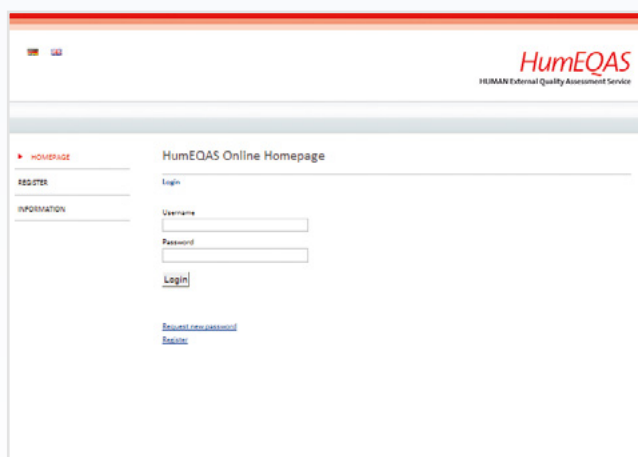 HumEQAS
HUMAN External Quality Assessment Service
HOMEPAGE
REGISTER
INFORMATION
HumEQAS Online Homepage
Login
Username
Password
Login
Request new password
Register